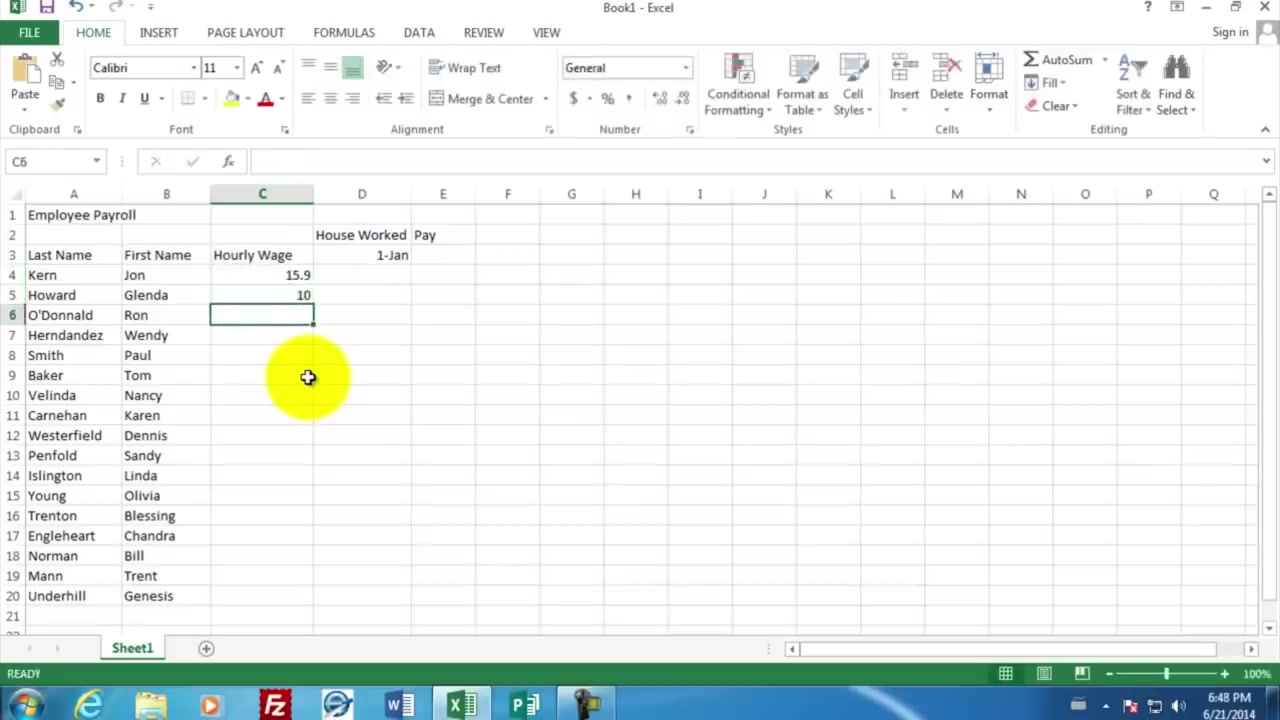 Book1 - Excel
?
FILE HOME INSERT PAGE LAYOUT FORMULAS DATA REVIEW VIEW Sign in
Paste Calibri 11 A A Wrap Text General Conditional Formatting Format as Table Cell Styles Insert Delete Format AutoSum Fill Clear Sort & Filter Find & Select
B I U A Merge & Center $ % , .00 .00
Clipboard Font Alignment Number Styles Cells Editing
C6 fx
A B C D E F G H I J K L M N O P Q
1 Employee Payroll
2 House Worked Pay
3 Last Name First Name Hourly Wage 1-Jan
4 Kern Jon 15.9
5 Howard Glenda 10
6 O'Donnald Ron
7 Herndandez Wendy
8 Smith Paul
9 Baker Tom
10 Velinda Nancy
11 Carnehan Karen
12 Westerfield Dennis
13 Penfold Sandy
14 Islington Linda
15 Young Olivia
16 Trenton Blessing
17 Engleheart Chandra
18 Norman Bill
19 Mann Trent
20 Underhill Genesis
21
Sheet1
READY 100%
6:48 PM
6/21/2014